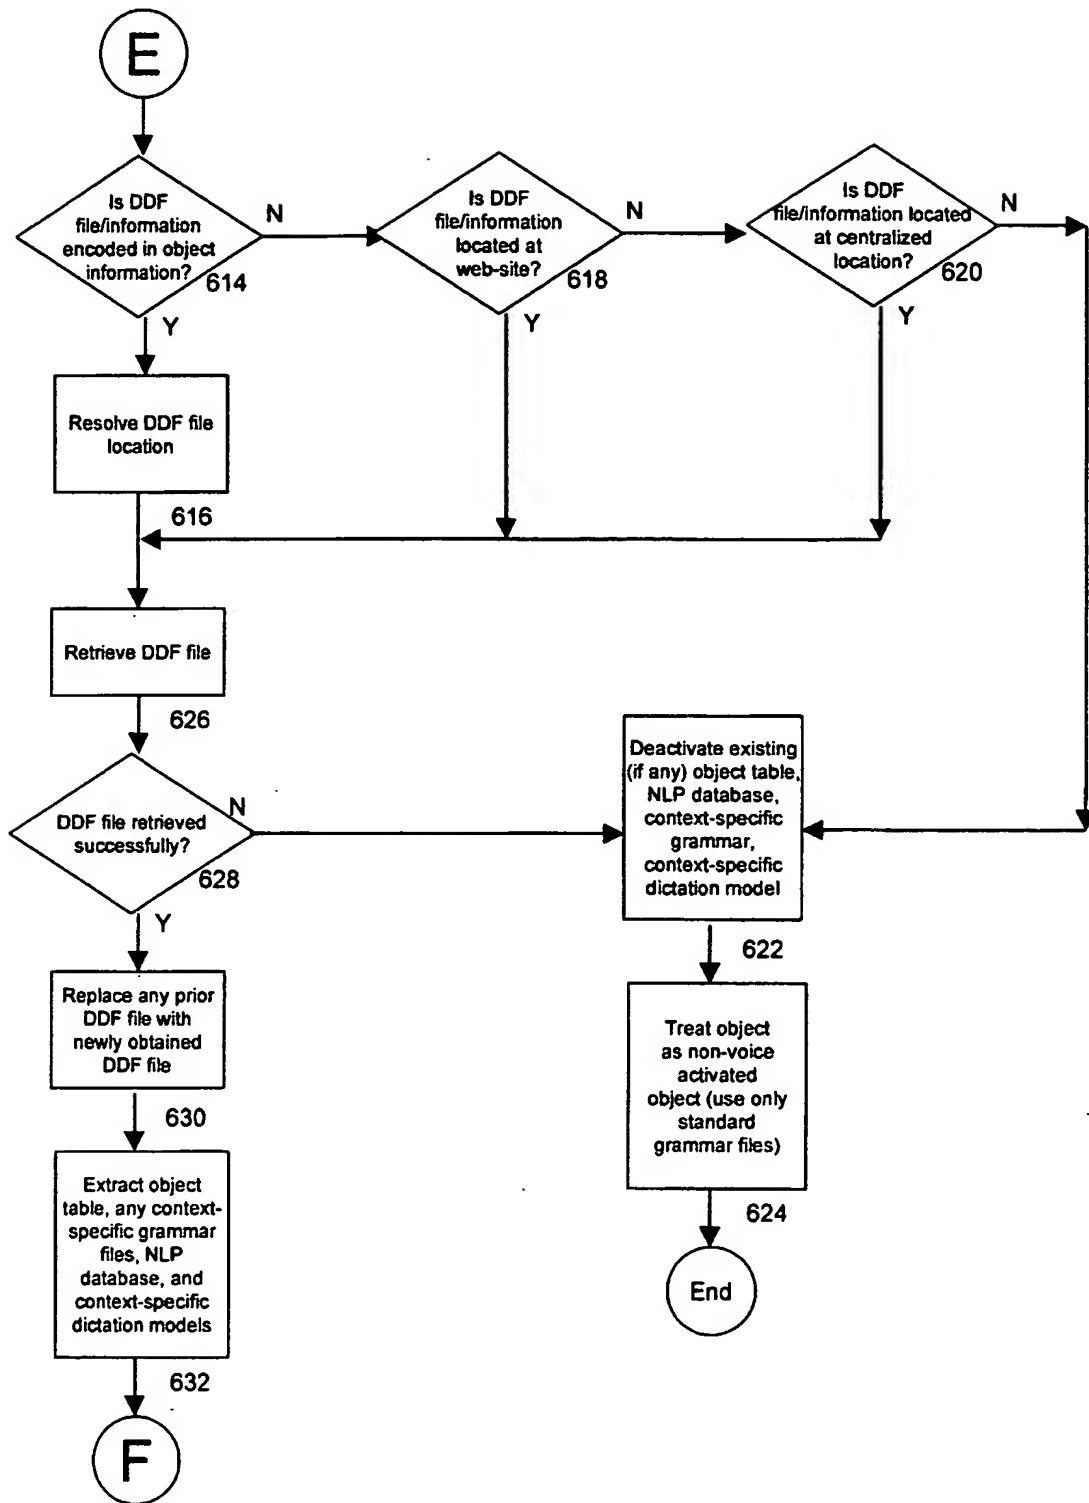 E
Is DDF
file/information
encoded in object
information?
614
N
Y
Is DDF
file/information
located at
web-site?
618
N
Y
Is DDF
file/information located
at centralized
location?
620
N
Y
Resolve DDF file
location
616
Retrieve DDF file
626
DDF file retrieved
successfully?
628
N
Y
Deactivate existing
(if any) object table,
NLP database,
context-specific
grammar,
context-specific
dictation model
622
Replace any prior
DDF file with
newly obtained
DDF file
630
Treat object
as non-voice
activated
object (use only
standard
grammar files)
624
Extract object
table, any context-
specific grammar
files, NLP
database, and
context-specific
dictation models
632
End
F